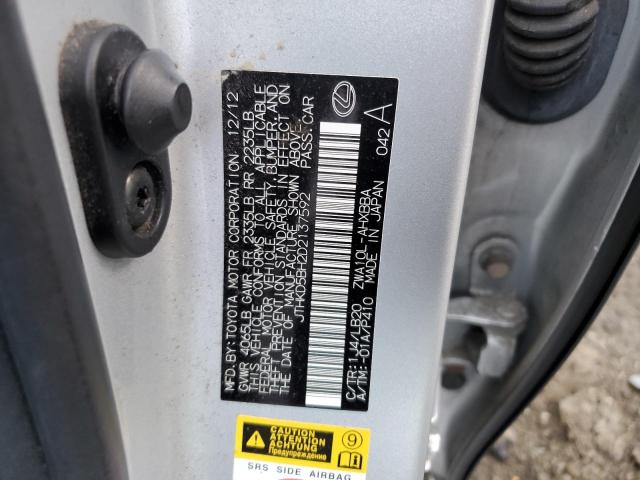 MFD.BY:TOYOTA MOTOR CORPORATION 12/12
GVWR 4065LB GAWR FR 2335LB RR 2235LB
THIS VEHICLE CONFORMS TO ALL APPLICABLE
FEDERAL MOTOR VEHICLE SAFETY, BUMPER, AND
THEFT PREVENTION STANDARDS IN EFFECT ON
THE DATE OF MANUFACTURE SHOWN ABOVE.
JTHKD5BH2D2137592 PASS.CAR
C/TR:1J4/LB20 ZWA10L-AHXBBA
A/TM:-01A/P410 MADE IN JAPAN 042 A
CAUTION
ATTENTION
ACHTUNG
Предупреждение
9
SRS SIDE AIRBAG